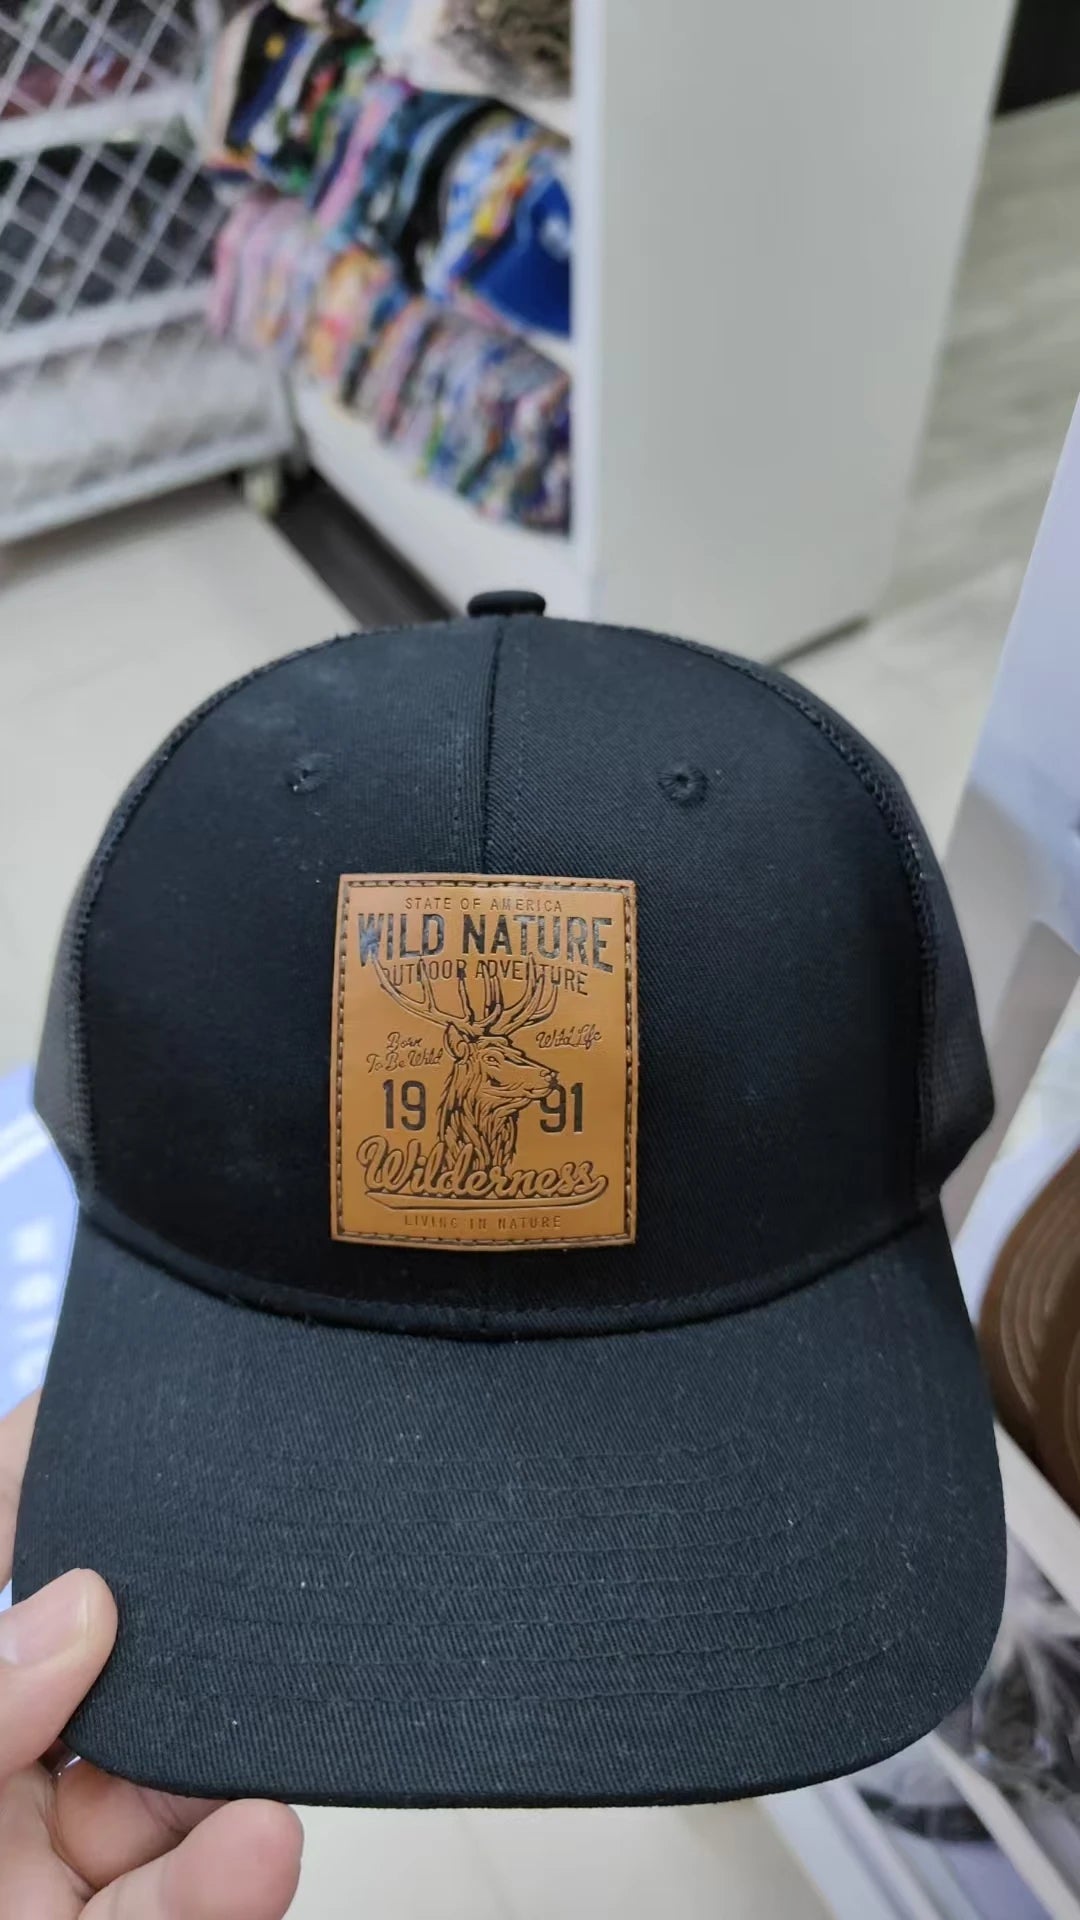 STATE OF AMERICA
WILD NATURE
OUTDOOR ADVENTURE
Born
To Be Wild
Wild Life
19 91
Wilderness
LIVING IN NATURE